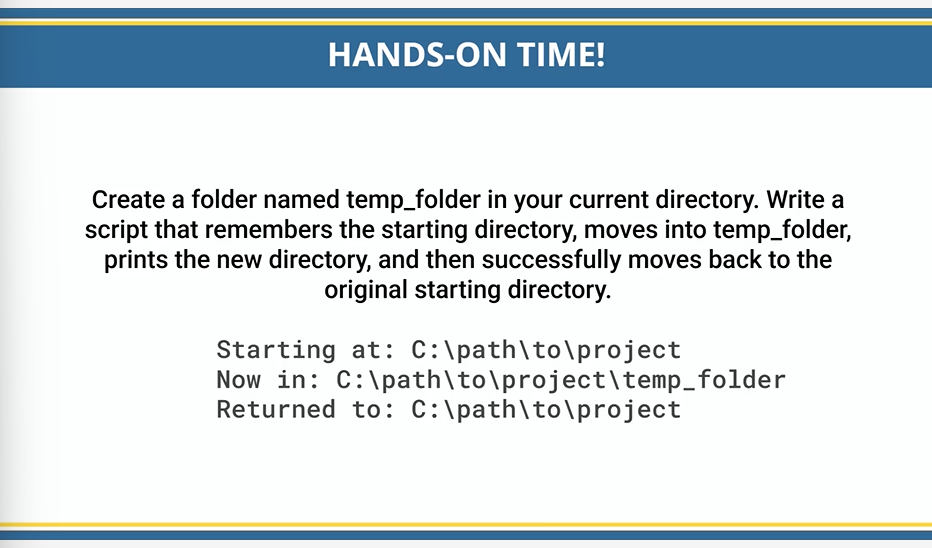 HANDS-ON TIME!
Create a folder named temp_folder in your current directory. Write a
script that remembers the starting directory, moves into temp_folder,
prints the new directory, and then successfully moves back to the
original starting directory.
Starting at: C:\path\to\project
Now in: C:\path\to\project\temp_folder
Returned to: C:\path\to\project